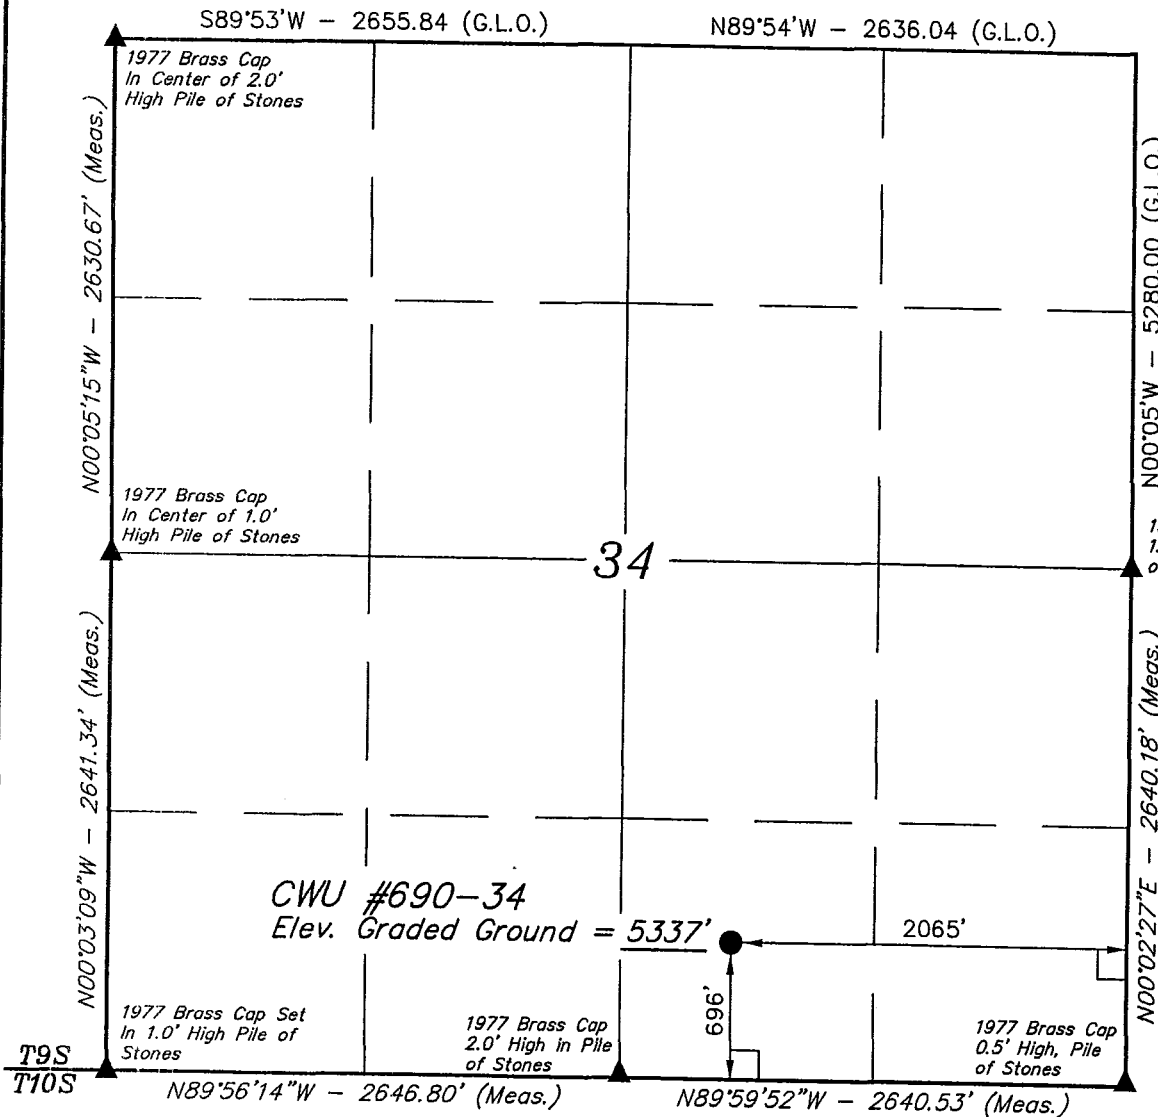 S89°53'W – 2655.84 (G.L.O.)
N89°54'W – 2636.04 (G.L.O.)
1977 Brass Cap
In Center of 2.0'
High Pile of Stones
N00°05'15"W – 2630.67' (Meas.)
N00°05'W – 5280.00 (G.L.O.)
1977 Brass Cap
In Center of 1.0'
High Pile of Stones
34
N00°03'09"W – 2641.34' (Meas.)
N00°02'27"E – 2640.18' (Meas.)
CWU #690–34
Elev. Graded Ground = 5337'
2065'
696'
1977 Brass Cap Set
In 1.0' High Pile of
Stones
1977 Brass Cap
2.0' High in Pile
of Stones
1977 Brass Cap
0.5' High, Pile
of Stones
T9S
T10S
N89°56'14"W – 2646.80' (Meas.)
N89°59'52"W – 2640.53' (Meas.)